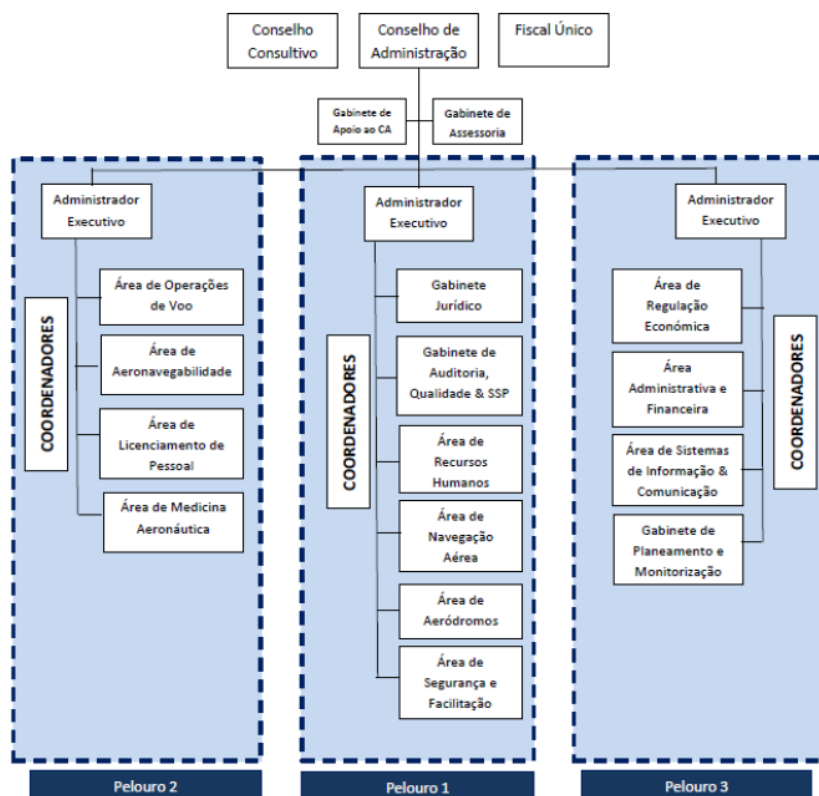 Conselho
Consultivo
Conselho de
Administração
Fiscal Único
Gabinete de
Apoio ao CA
Gabinete de
Assessoria
Administrador
Executivo
COORDENADORES
Área de Operações
de Voo
Área de
Aeronavegabilidade
Área de
Licenciamento de
Pessoal
Área de Medicina
Aeronáutica
Pelouro 2
Administrador
Executivo
COORDENADORES
Gabinete
Jurídico
Gabinete de
Auditoria,
Qualidade & SSP
Área de
Recursos
Humanos
Área de
Navegação
Aérea
Área de
Aeródromos
Área de
Segurança e
Facilitação
Pelouro 1
Administrador
Executivo
Área de
Regulação
Económica
Área
Administrativa e
Financeira
Área de Sistemas
de Informação &
Comunicação
Gabinete de
Planeamento e
Monitorização
COORDENADORES
Pelouro 3